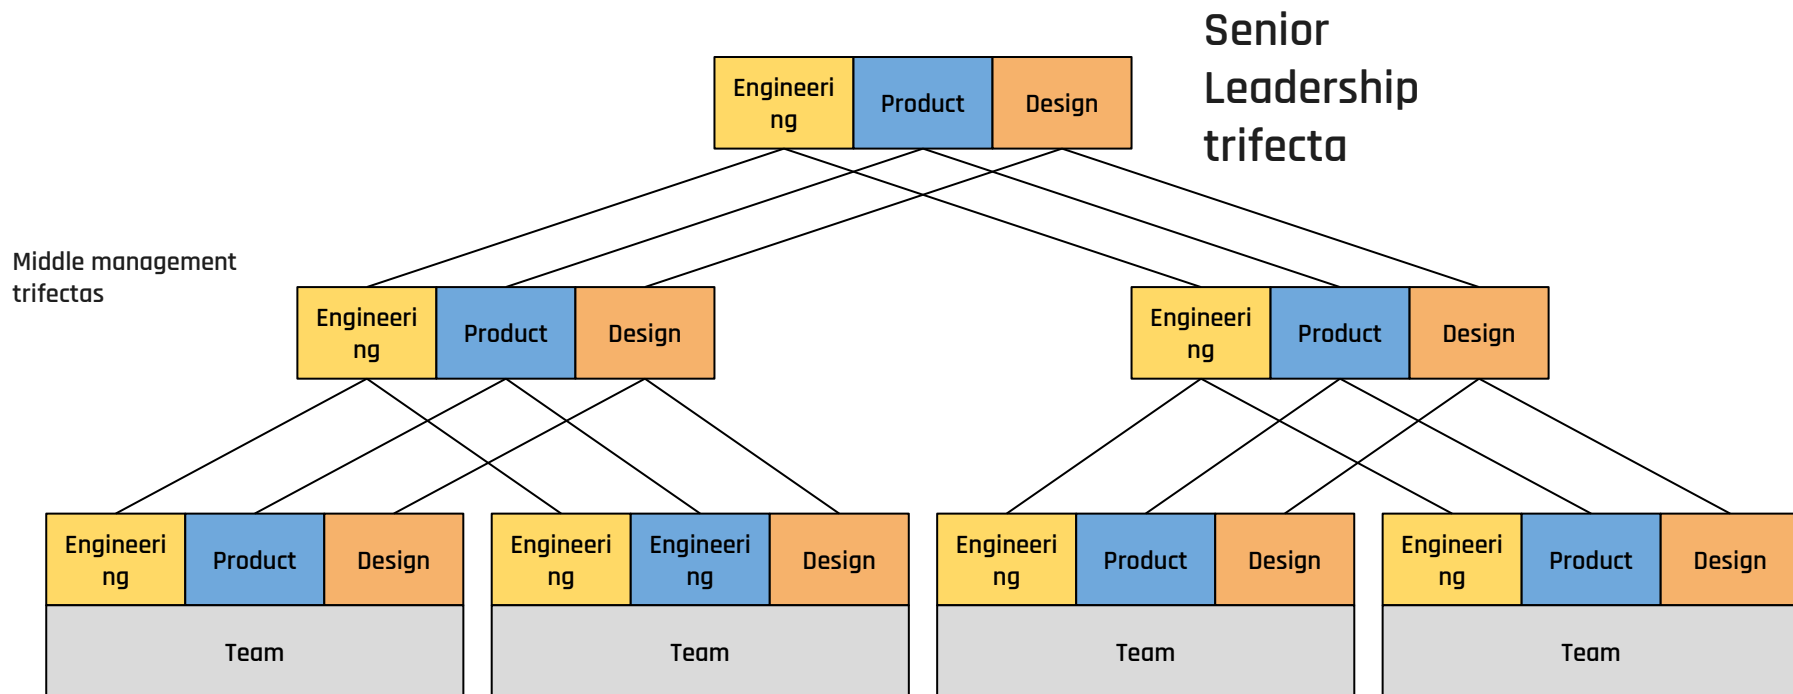 Senior
Leadership
trifecta
Engineeri
ng
Product
Design
Middle management
trifectas
Engineeri
ng
Product
Design
Engineeri
ng
Product
Design
Engineeri
ng
Product
Design
Engineeri
ng
Engineeri
ng
Design
Engineeri
ng
Product
Design
Engineeri
ng
Product
Design
Team
Team
Team
Team